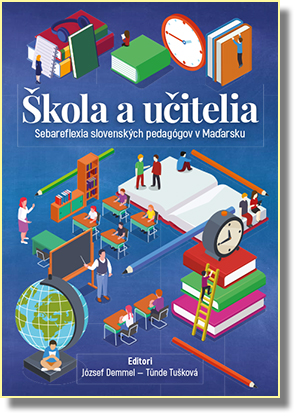 Škola a učitelia
Sebareflexia slovenských pedagógov v Maďarsku
Editori
József Demmel – Tünde Tušková